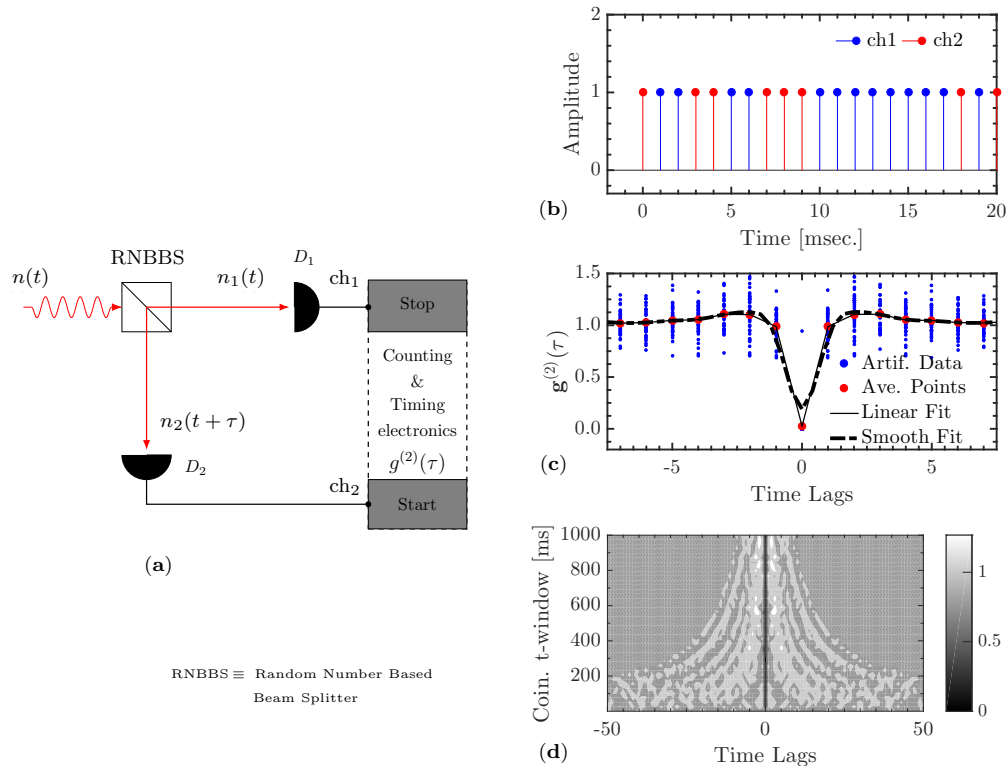 n(t)
RNBBS
n₁(t)
D₁
ch₁
Stop
Counting
&
Timing
electronics
g⁽²⁾(τ)
n₂(t + τ)
D₂
ch₂
Start
(a)
RNBBS ≡ Random Number Based
Beam Splitter
2
1
0
Amplitude
ch1 ch2
0 5 10 15 20
Time [msec.]
(b)
1.5
1.0
0.5
0.0
g⁽²⁾(τ)
Artif. Data
Ave. Points
Linear Fit
Smooth Fit
-5 0 5
Time Lags
(c)
1000
800
600
400
200
Coin. t-window [ms]
-50 0 50
Time Lags
1
0.5
0
(d)